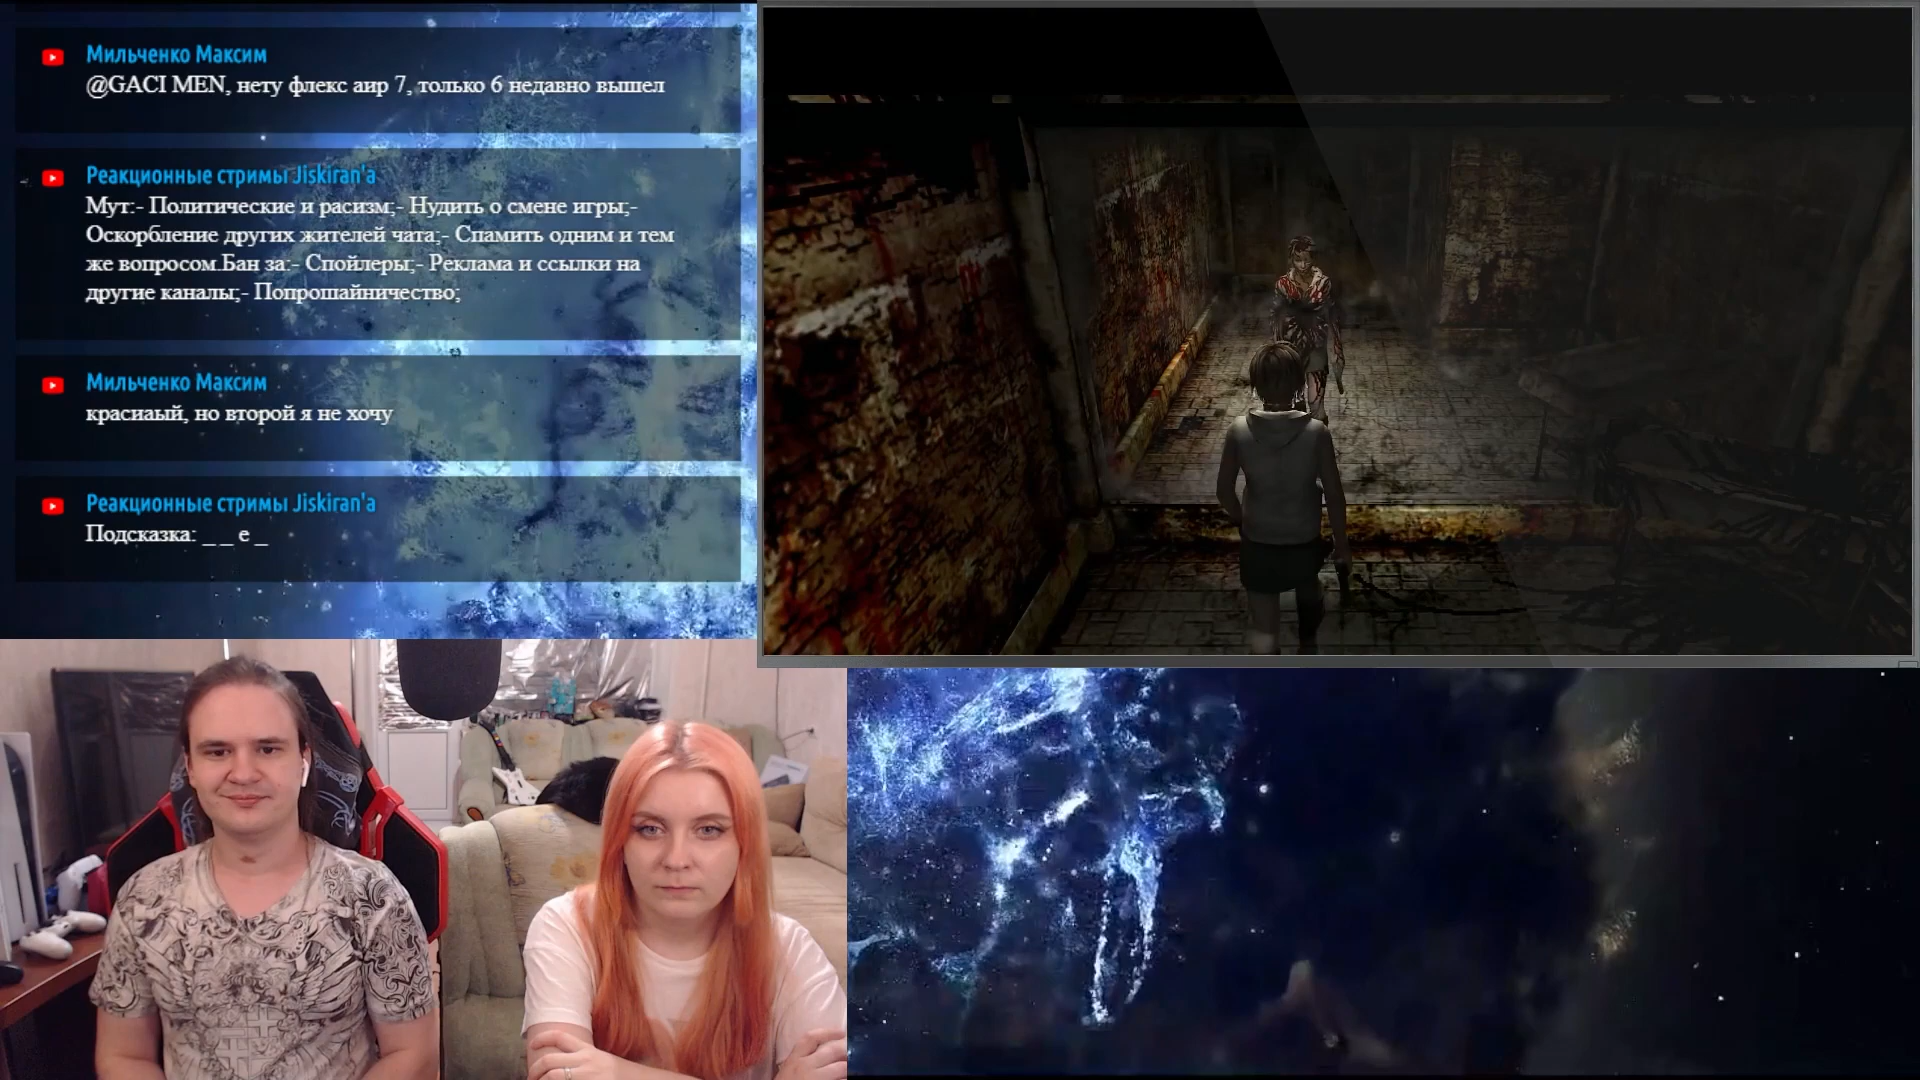 Мильченко Максим
@GACI MEN, нету флекс аир 7, только 6 недавно вышел
Реакционные стримы Jiskiran'a
Мут:- Политические и расизм;- Нудить о смене игры;-
Оскорбление других жителей чата;- Спамить одним и тем
же вопросом.Бан за:- Спойлеры;- Реклама и ссылки на
другие каналы;- Попрошайничество;
Мильченко Максим
красиаый, но второй я не хочу
Реакционные стримы Jiskiran'a
Подсказка: _ _ е _